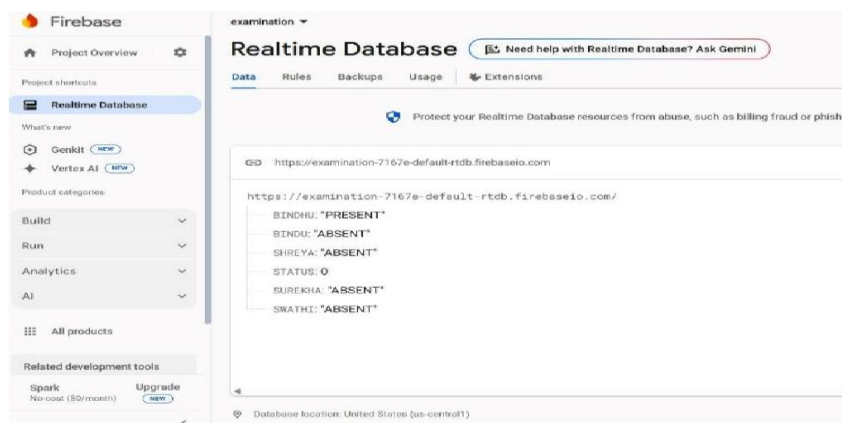 Firebase
Project Overview
Project shortcuts
Realtime Database
What's new
Genkit NEW
Vertex AI NEW
Product categories
Build
Run
Analytics
AI
All products
Related development tools
Spark
No-cost ($0/month)
Upgrade
NEW
examination
Realtime Database
Need help with Realtime Database? Ask Gemini
Data Rules Backups Usage Extensions
Protect your Realtime Database resources from abuse, such as billing fraud or phish
https://examination-7167e-default-rtdb.firebaseio.com
https://examination-7167e-default-rtdb.firebaseio.com/
BINDHU: "PRESENT"
BINDU: "ABSENT"
SHREYA: "ABSENT"
STATUS: 0
SUREKHA: "ABSENT"
SWATHI: "ABSENT"
Database location: United States (us-central1)